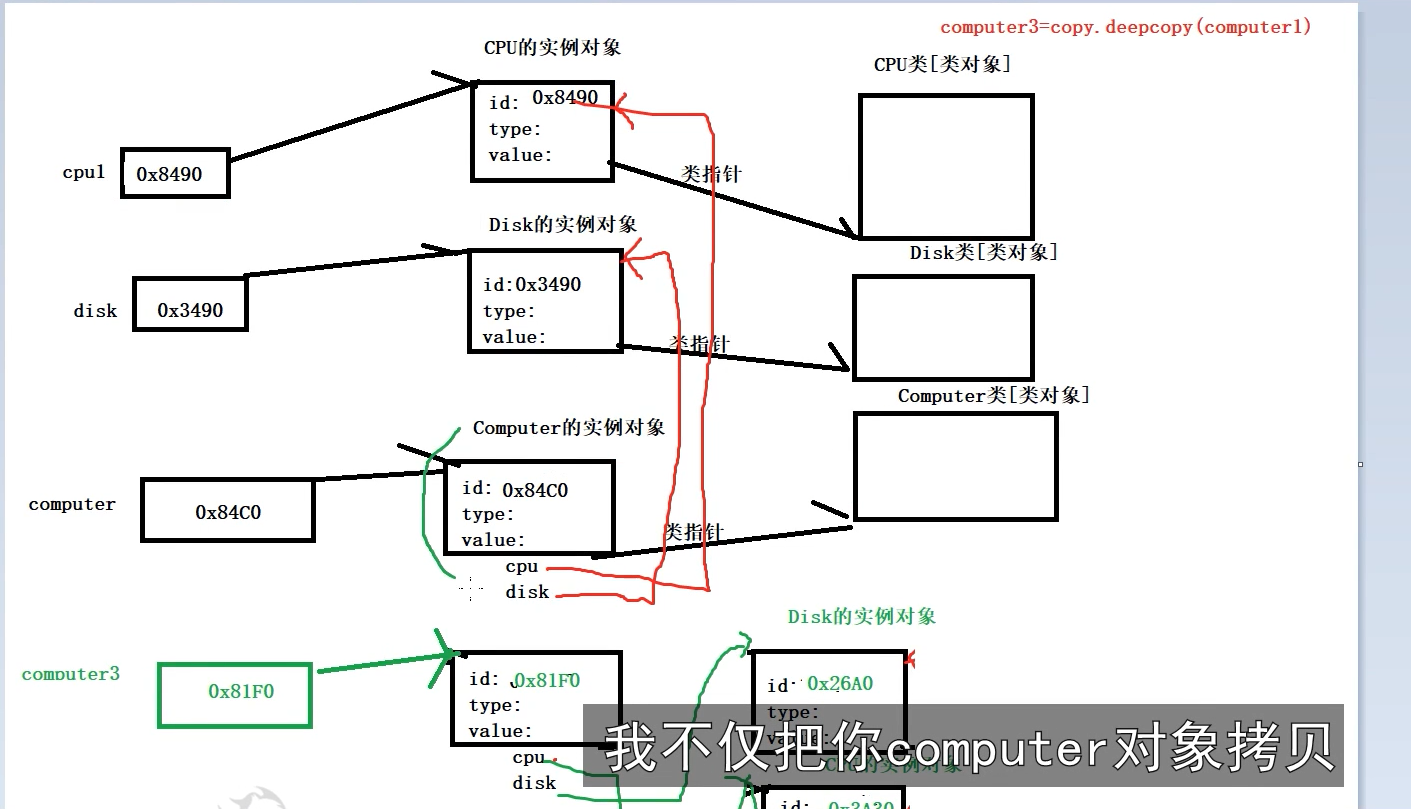 computer3=copy.deepcopy(computer1)
CPU的实例对象
CPU类[类对象]
id: 0x8490
type:
value:
cpu1
0x8490
类指针
Disk的实例对象
Disk类[类对象]
id:0x3490
type:
value:
disk
0x3490
类指针
Computer类[类对象]
Computer的实例对象
id: 0x84C0
type:
value:
computer
0x84C0
类指针
cpu
disk
Disk的实例对象
computer3
0x81F0
id: 0x81F0
type:
value:
id: 0x26A0
type:
我不仅把你computer对象拷贝
cpu
disk
CPU的实例对象
id: 0x3A30